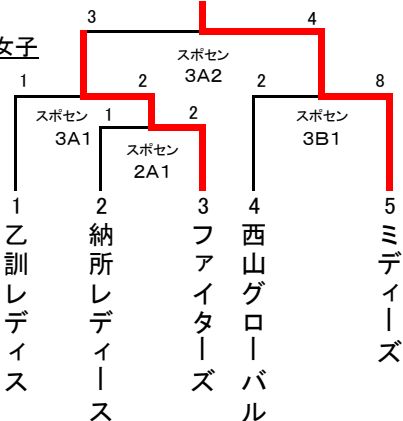 3 4
女子
スポセン
3A2
1 2 2 8
スポセン
3A1
1 2
スポセン
3B1
スポセン
2A1
1 2 3 4 5
乙訓レディス
納所レディース
ファイターズ
西山グローバル
ミディーズ